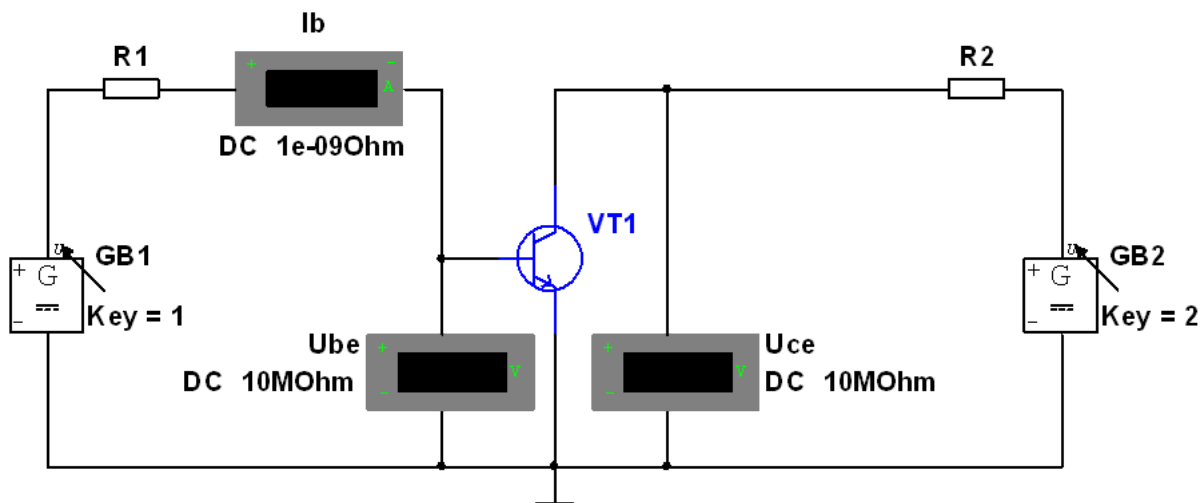 Ib
R1
+
-
A
DC 1e-09Ohm
R2
VT1
u
GB1
+
G
-
Key = 1
u
GB2
+
G
-
Key = 2
Ube
+
V
-
DC 10MOhm
Uce
+
V
-
DC 10MOhm